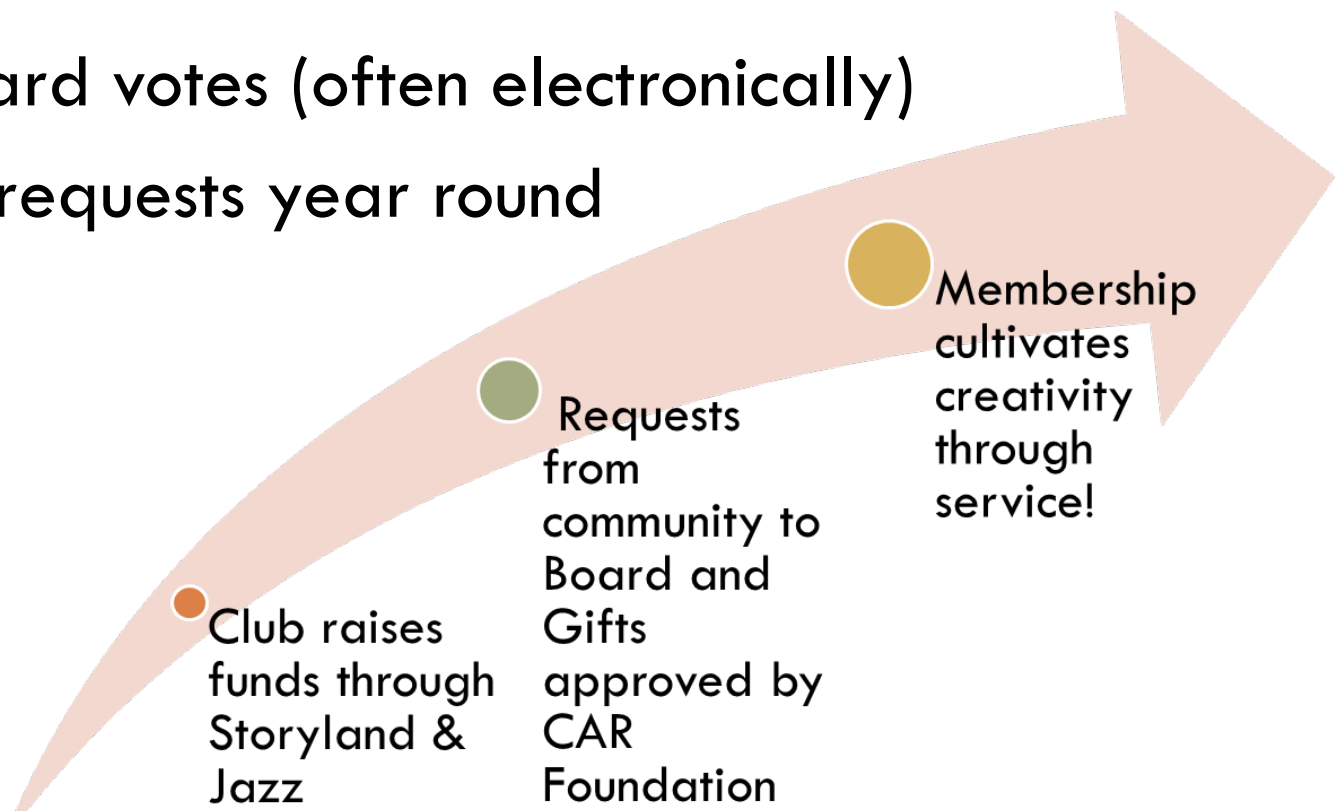 votes (often electronically)
requests year round
Membership
cultivates
creativity
through
service!
Requests
from
community to
Board and
Gifts
approved by
CAR
Foundation
Club raises
funds through
Storyland &
Jazz